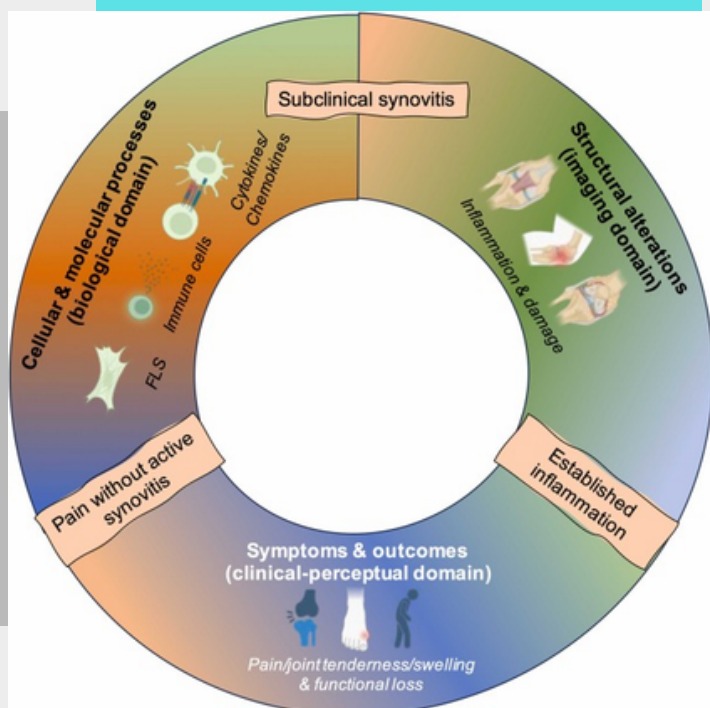 Subclinical synovitis
Cellular & molecular processes
(biological domain)
Cytokines/
Chemokines
Immune cells
FLS
Structural alterations
(imaging domain)
Inflammation & damage
Pain without active
synovitis
Established
inflammation
Symptoms & outcomes
(clinical-perceptual domain)
Pain/joint tenderness/swelling
& functional loss